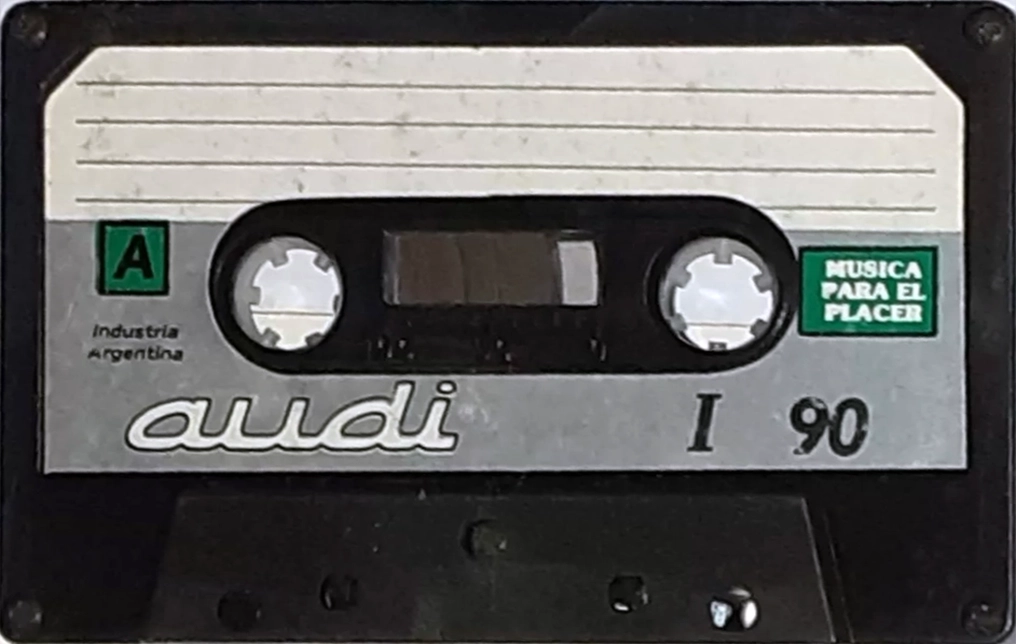 A
MUSICA
PARA EL
PLACER
Industria
Argentina
audi
I 90